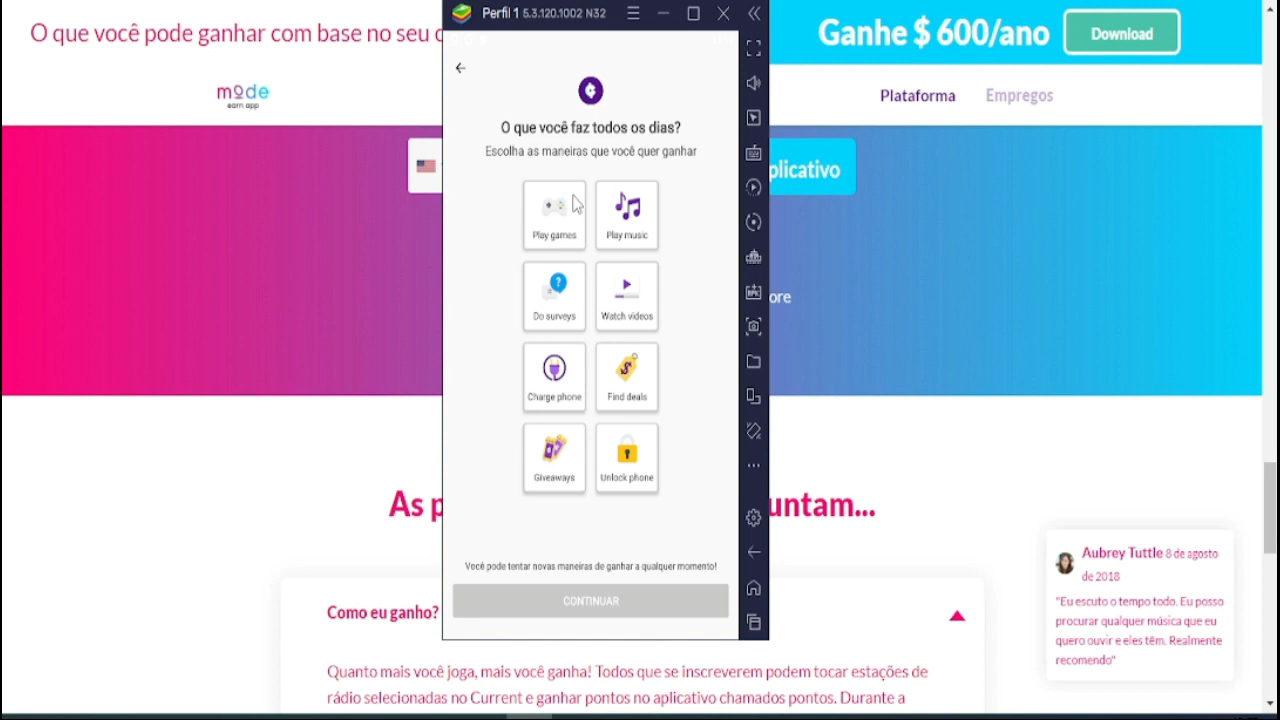 O que você pode ganhar com base no seu
Ganhe $ 600/ano
Download
mode
earn app
Plataforma
Empregos
plicativo
ore
As p
untam...
Como eu ganho?
Quanto mais você joga, mais você ganha! Todos que se inscreverem podem tocar estações de
rádio selecionadas no Current e ganhar pontos no aplicativo chamados pontos. Durante a
Aubrey Tuttle 8 de agosto
de 2018
"Eu escuto o tempo todo. Eu posso
procurar qualquer música que eu
quero ouvir e eles têm. Realmente
recomendo"
Perfil 1 5.3.120.1002 N32
O que você faz todos os dias?
Escolha as maneiras que você quer ganhar
Play games
Play music
Do surveys
Watch videos
Charge phone
Find deals
Giveaways
Unlock phone
Você pode tentar novas maneiras de ganhar a qualquer momento!
CONTINUAR